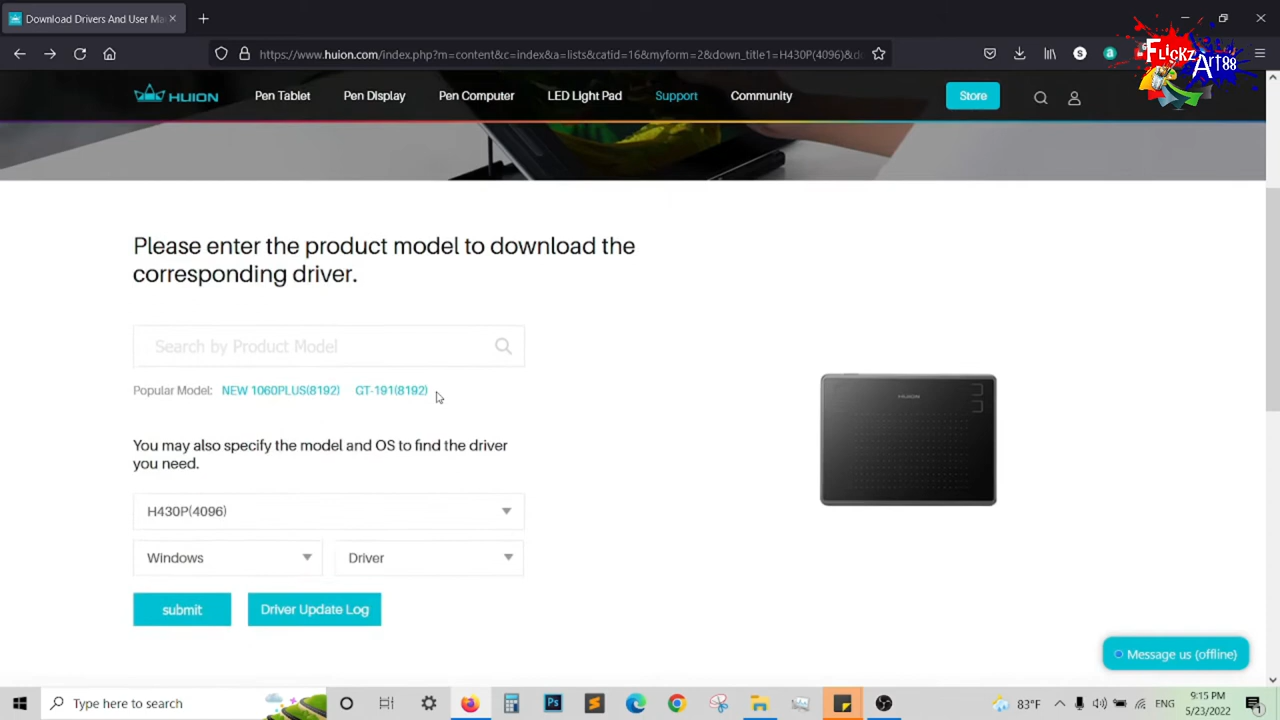 Download Drivers And User Ma
https://www.huion.com/index.php?m=content&c=index&a=lists&catid=16&myform=2&down_title1=H430P(4096)&dc
FLickz
Art88
HUION
Pen Tablet
Pen Display
Pen Computer
LED Light Pad
Support
Community
Store
Please enter the product model to download the
corresponding driver.
Search by Product Model
Popular Model: NEW 1060PLUS(8192) GT-191(8192)
HUION
You may also specify the model and OS to find the driver
you need.
H430P(4096)
Windows
Driver
submit
Driver Update Log
Message us (offline)
Type here to search
83°F
ENG
9:15 PM
5/23/2022